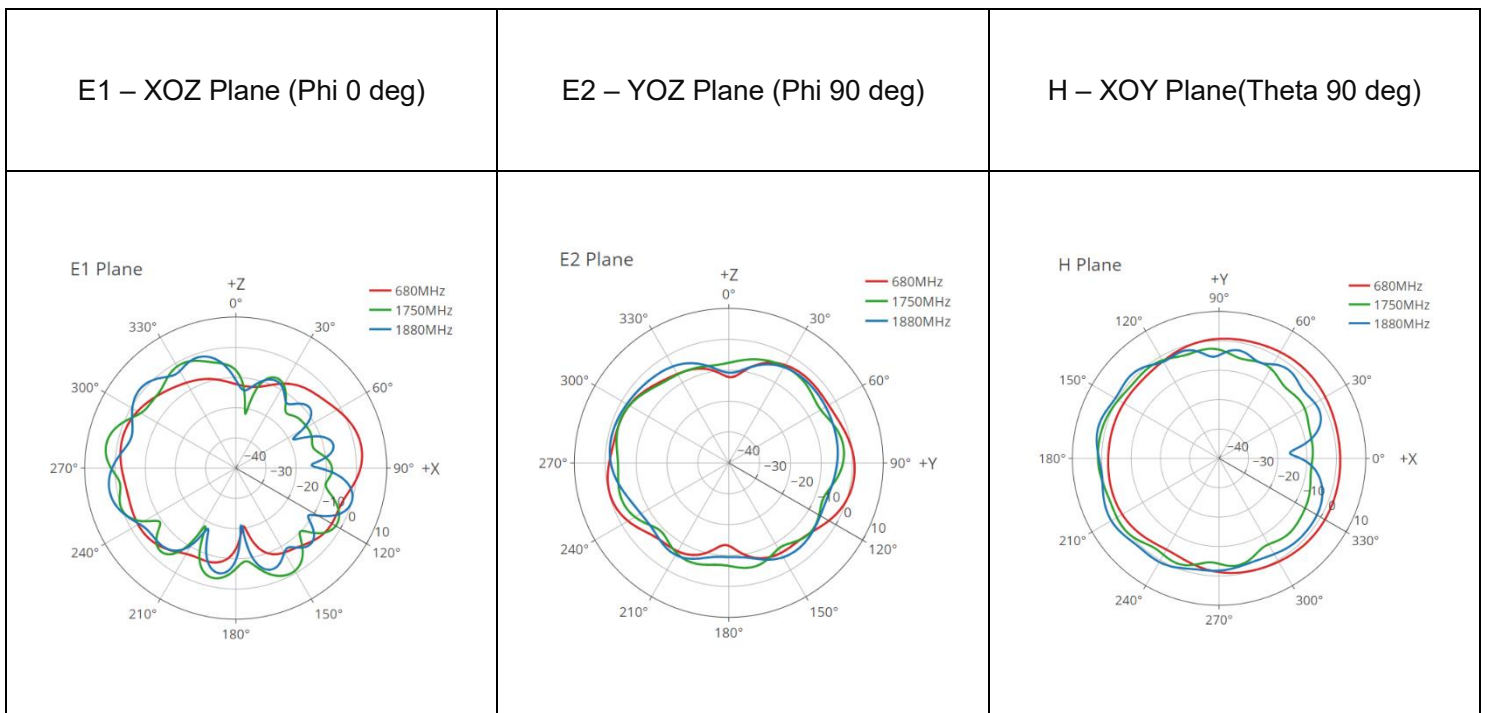 E1 – XOZ Plane (Phi 0 deg)
E2 – YOZ Plane (Phi 90 deg)
H – XOY Plane(Theta 90 deg)
E1 Plane
+Z
0°
680MHz
1750MHz
1880MHz
330°
30°
300°
60°
270°
90° +X
−40
−30
−20
−10
0
10
240°
120°
210°
150°
180°
E2 Plane
+Z
0°
680MHz
1750MHz
1880MHz
330°
30°
300°
60°
270°
90° +Y
−40
−30
−20
−10
0
10
240°
120°
210°
150°
180°
H Plane
+Y
90°
680MHz
1750MHz
1880MHz
120°
60°
150°
30°
180°
0° +X
−40
−30
−20
−10
0
10
210°
330°
240°
300°
270°